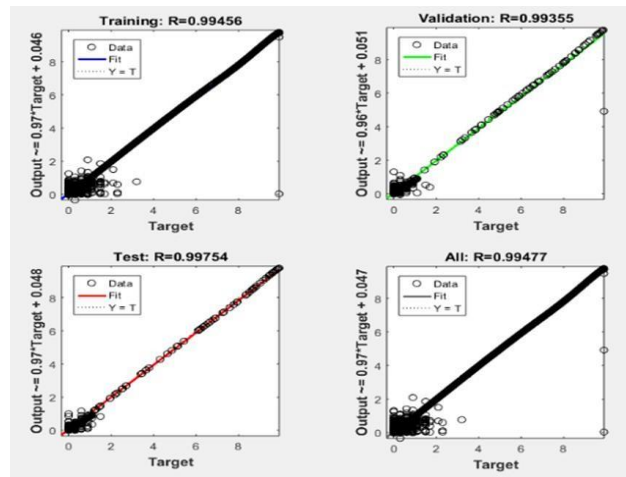 Training: R=0.99456
Output ~= 0.97*Target + 0.046
Data
Fit
Y = T
8
6
4
2
0
0 2 4 6 8
Target
Validation: R=0.99355
Output ~= 0.96*Target + 0.051
Data
Fit
Y = T
8
6
4
2
0
0 2 4 6 8
Target
Test: R=0.99754
Output ~= 0.97*Target + 0.048
Data
Fit
Y = T
8
6
4
2
0
0 2 4 6 8
Target
All: R=0.99477
Output ~= 0.97*Target + 0.047
Data
Fit
Y = T
8
6
4
2
0
0 2 4 6 8
Target